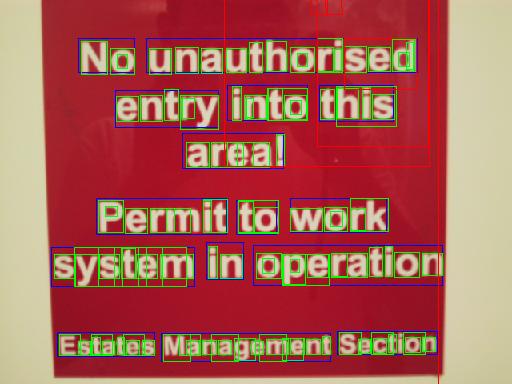 No unauthorised
entry into this
area!
Permit to work
system in operation
Estates Management Section